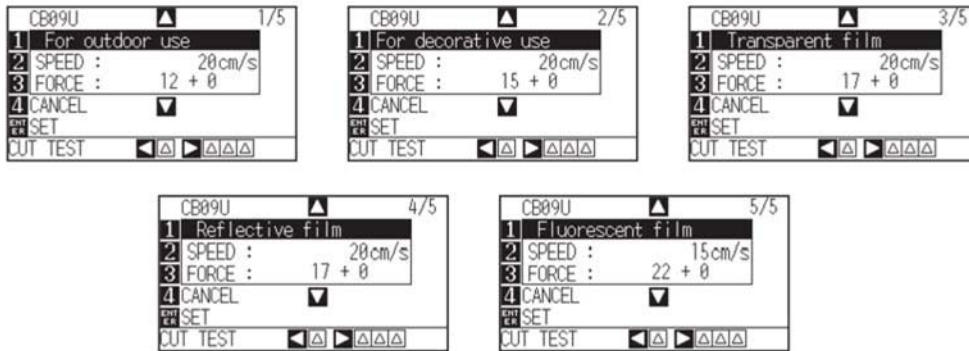 CB09U ▲ 1/5
1 For outdoor use
2 SPEED : 20cm/s
3 FORCE : 12 + 0
4 CANCEL ▼
ENTER SET
CUT TEST ◀△ ▶△△△
CB09U ▲ 2/5
1 For decorative use
2 SPEED : 20cm/s
3 FORCE : 15 + 0
4 CANCEL ▼
ENTER SET
CUT TEST ◀△ ▶△△△
CB09U ▲ 3/5
1 Transparent film
2 SPEED : 20cm/s
3 FORCE : 17 + 0
4 CANCEL ▼
ENTER SET
CUT TEST ◀△ ▶△△△
CB09U ▲ 4/5
1 Reflective film
2 SPEED : 20cm/s
3 FORCE : 17 + 0
4 CANCEL ▼
ENTER SET
CUT TEST ◀△ ▶△△△
CB09U ▲ 5/5
1 Fluorescent film
2 SPEED : 15cm/s
3 FORCE : 22 + 0
4 CANCEL ▼
ENTER SET
CUT TEST ◀△ ▶△△△